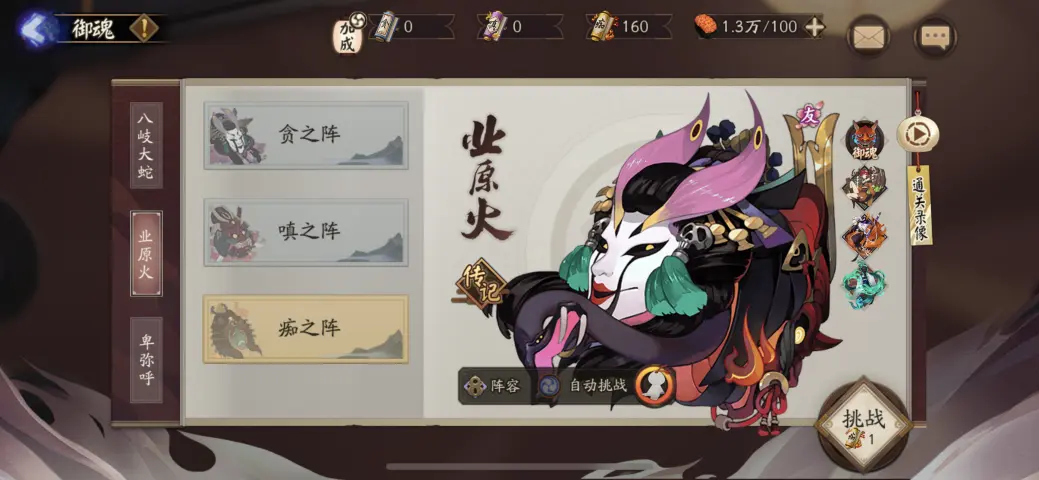 御魂
!
加成
0
0
160
1.3万/100
八岐大蛇
业原火
卑弥呼
贪之阵
嗔之阵
痴之阵
业原火
传记
友
御魂
通关录像
阵容
自动挑战
挑战
1